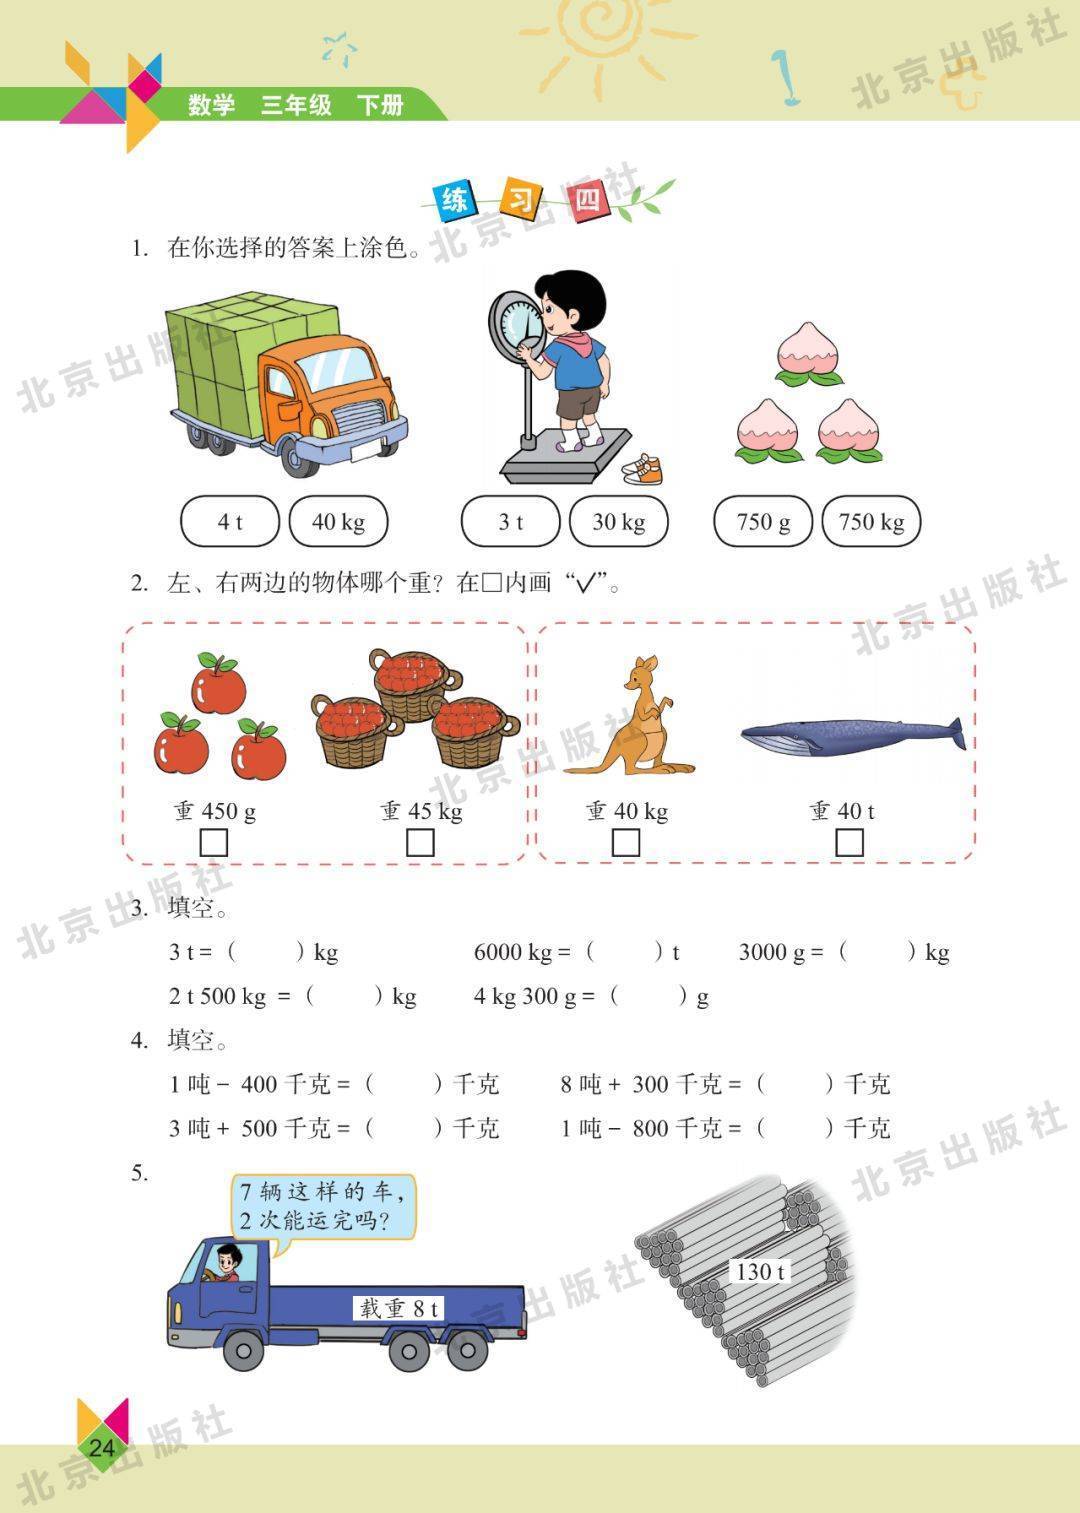 数学 三年级 下册
练习四
1. 在你选择的答案上涂色。
4 t 40 kg 3 t 30 kg 750 g 750 kg
2. 左、右两边的物体哪个重？在□内画“√”。
重 450 g 重 45 kg 重 40 kg 重 40 t
3. 填空。
3 t = （ ）kg 6000 kg = （ ）t 3000 g = （ ）kg
2 t 500 kg = （ ）kg 4 kg 300 g = （ ）g
4. 填空。
1 吨 − 400 千克 = （ ）千克 8 吨 + 300 千克 = （ ）千克
3 吨 + 500 千克 = （ ）千克 1 吨 − 800 千克 = （ ）千克
5.
7 辆这样的车，
2 次能运完吗？
130 t
载重 8 t
24
北京出版社
北京出版社
北京出版社
北京出版社
北京出版社
北京出版社
北京出版社
北京出版社
北京出版社